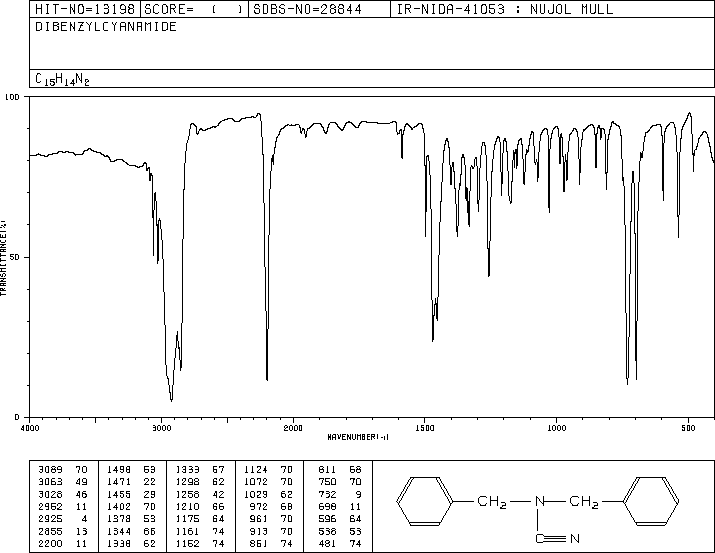 HIT-NO=13198 SCORE= ( ) SDBS-NO=28844 IR-NIDA-41053 : NUJOL MULL
DIBENZYLCYANAMIDE
C15H14N2
100
50
0
TRANSMITTANCE(%)
4000 3000 2000 1500 1000 500
WAVENUMBER(-1)
3089 70 1498 53 1333 57 1124 70 811 68
3063 49 1471 22 1298 62 1072 70 750 70
3028 46 1455 29 1258 42 1029 62 732 9
2962 11 1402 70 1210 66 972 68 698 11
2925 4 1378 53 1175 64 961 70 596 64
2855 13 1344 66 1161 74 913 70 538 53
2200 11 1338 62 1152 74 851 74 481 74
CH2 N CH2
C N